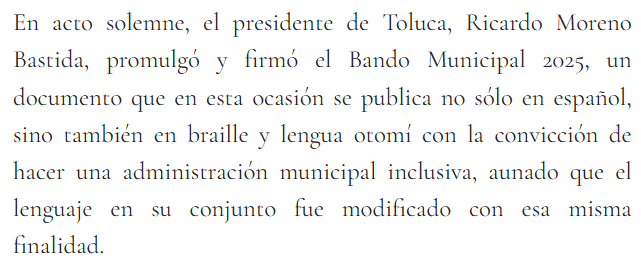 En acto solemne, el presidente de Toluca, Ricardo Moreno
Bastida, promulgó y firmó el Bando Municipal 2025, un
documento que en esta ocasión se publica no sólo en español,
sino también en braille y lengua otomí con la convicción de
hacer una administración municipal inclusiva, aunado que el
lenguaje en su conjunto fue modificado con esa misma
finalidad.